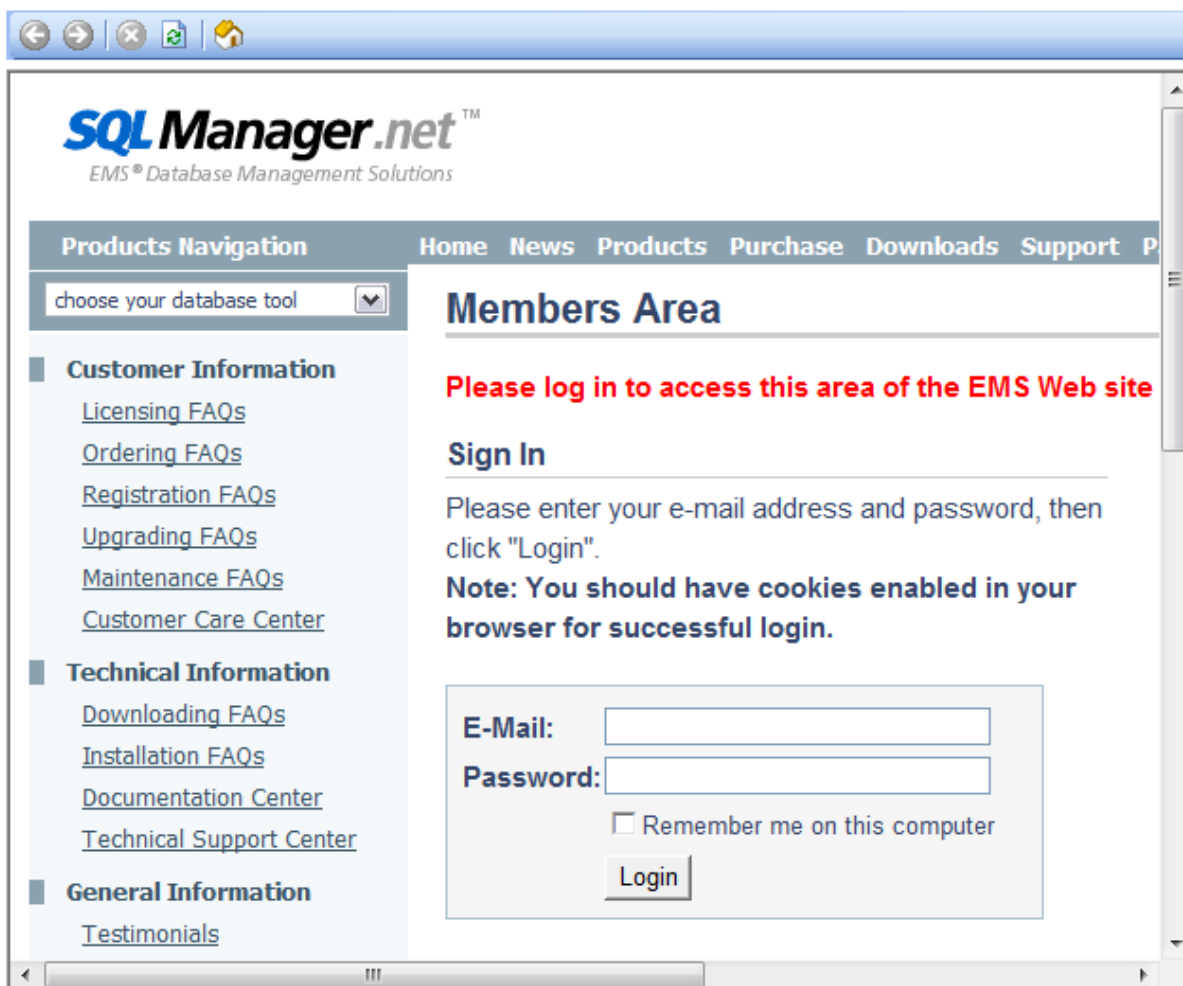 SQL Manager.net™
EMS® Database Management Solutions
Products Navigation
Home News Products Purchase Downloads Support
choose your database tool
Customer Information
Licensing FAQs
Ordering FAQs
Registration FAQs
Upgrading FAQs
Maintenance FAQs
Customer Care Center
Technical Information
Downloading FAQs
Installation FAQs
Documentation Center
Technical Support Center
General Information
Testimonials
Members Area
Please log in to access this area of the EMS Web site
Sign In
Please enter your e-mail address and password, then
click "Login".
Note: You should have cookies enabled in your
browser for successful login.
E-Mail:
Password:
Remember me on this computer
Login